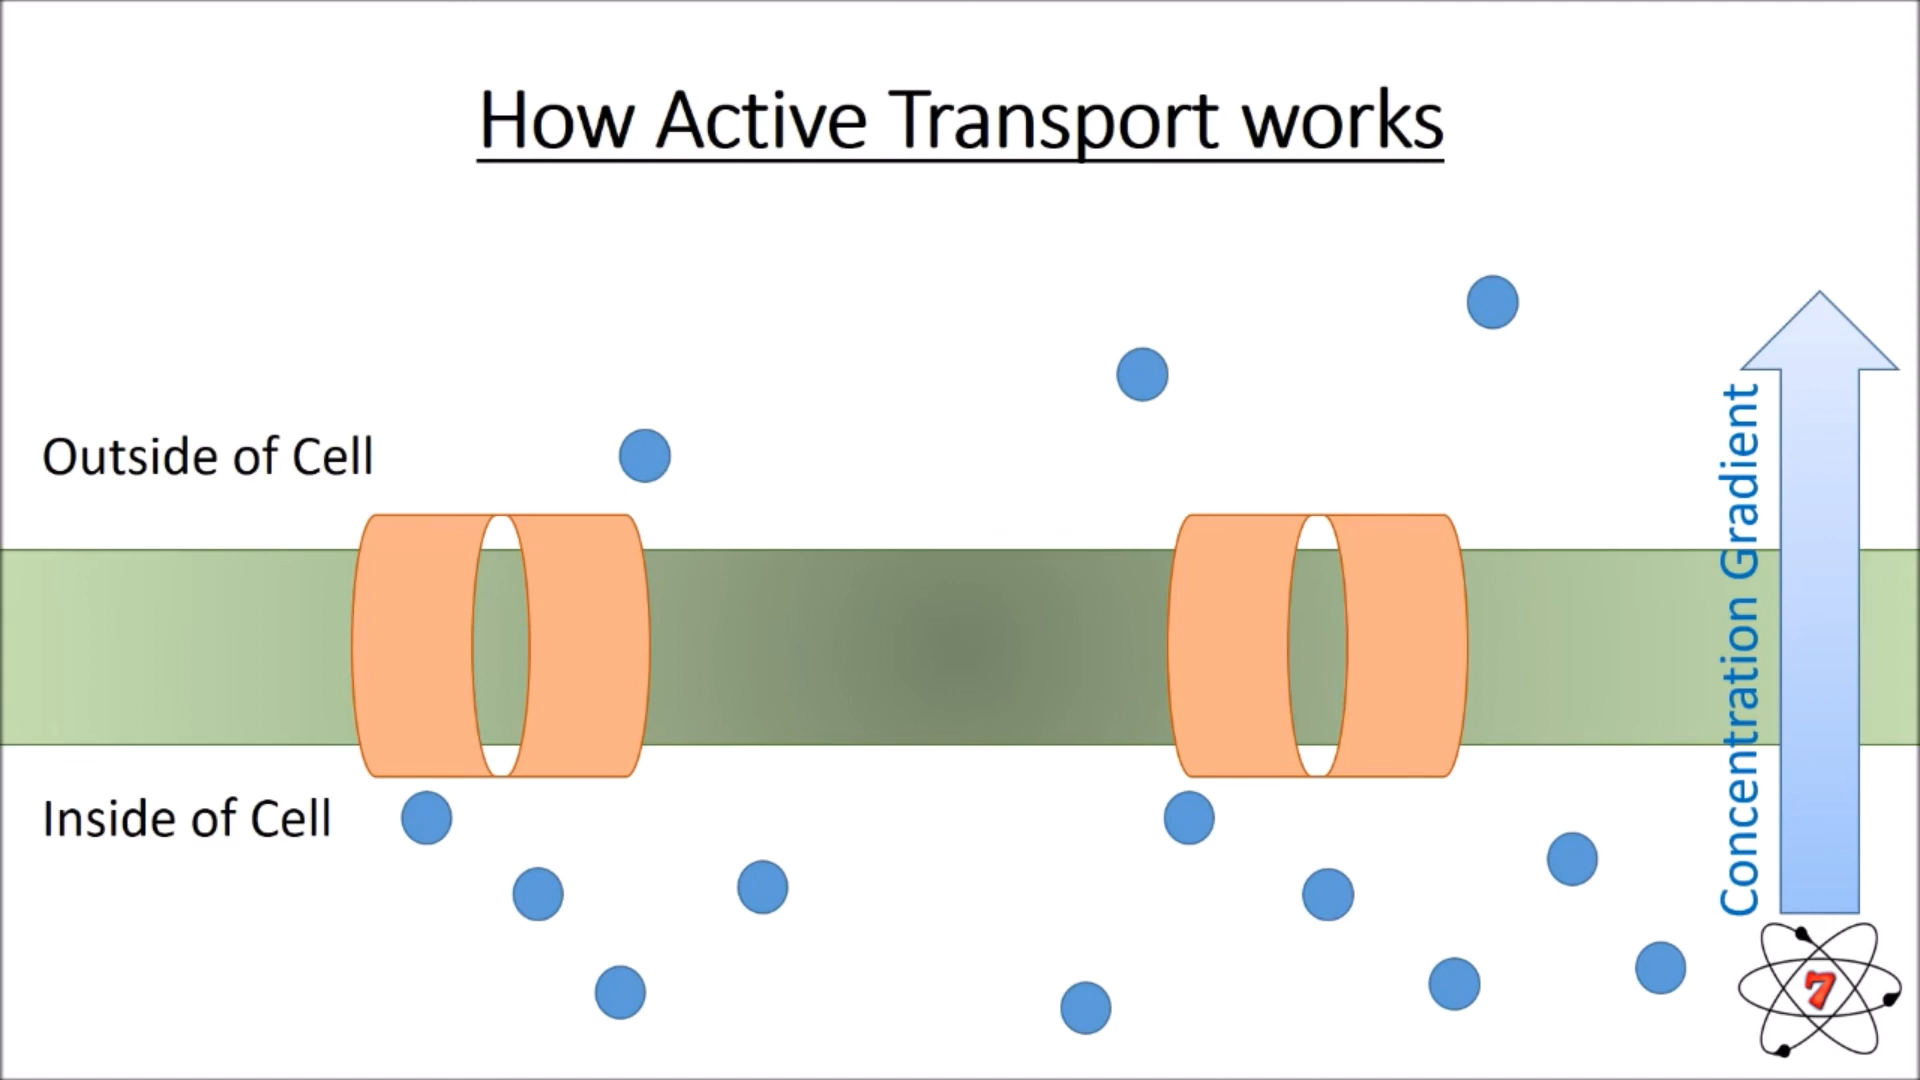 How Active Transport works
Outside of Cell
Concentration Gradient
Inside of Cell
7